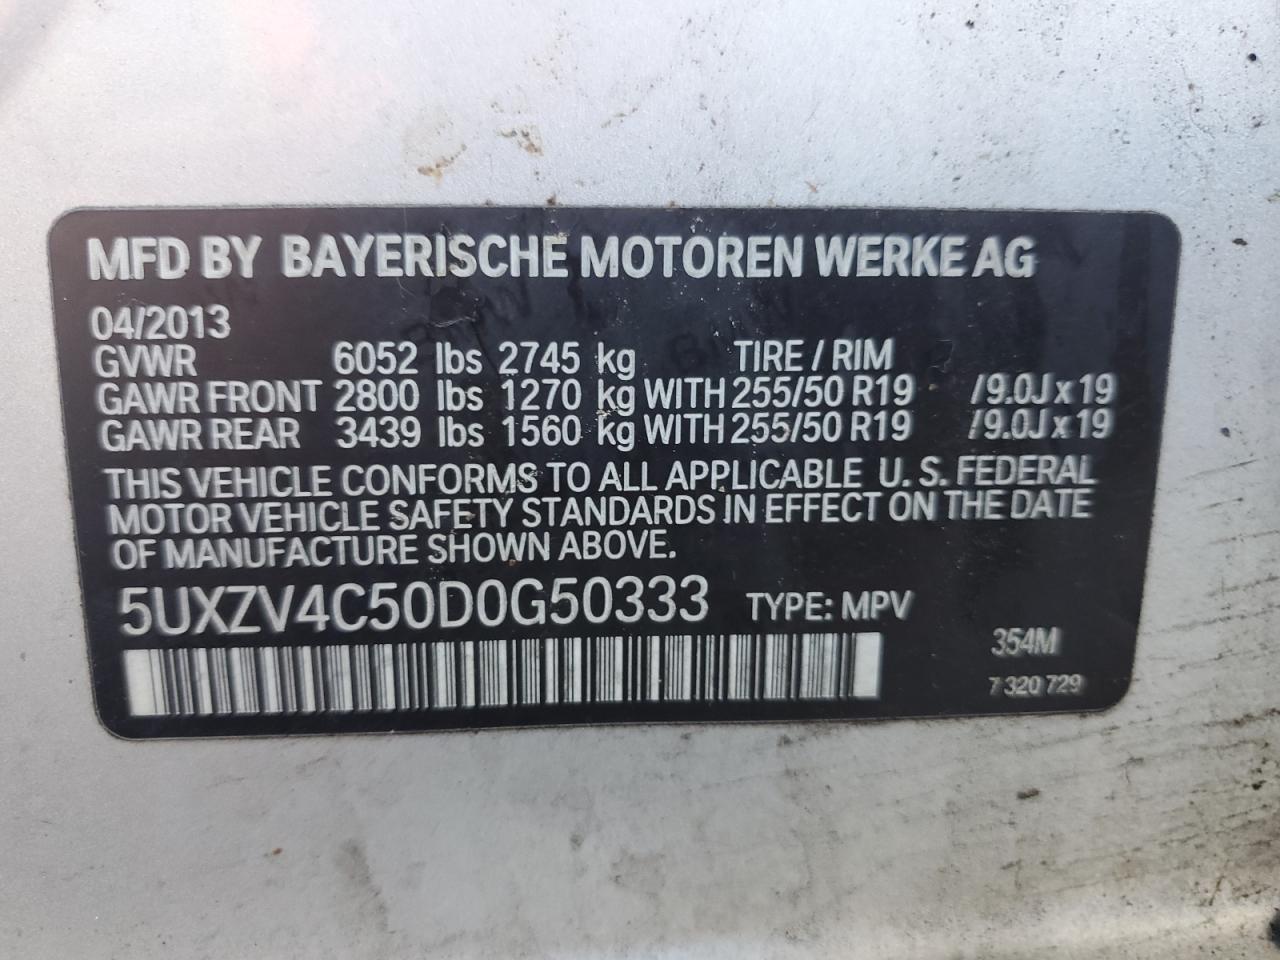 MFD BY BAYERISCHE MOTOREN WERKE AG
04/2013
GVWR 6052 lbs 2745 kg TIRE / RIM
GAWR FRONT 2800 lbs 1270 kg WITH 255/50 R19 /9.0J x 19
GAWR REAR 3439 lbs 1560 kg WITH 255/50 R19 /9.0J x 19
THIS VEHICLE CONFORMS TO ALL APPLICABLE U. S. FEDERAL
MOTOR VEHICLE SAFETY STANDARDS IN EFFECT ON THE DATE
OF MANUFACTURE SHOWN ABOVE.
5UXZV4C50D0G50333 TYPE: MPV
354M
7 320 729